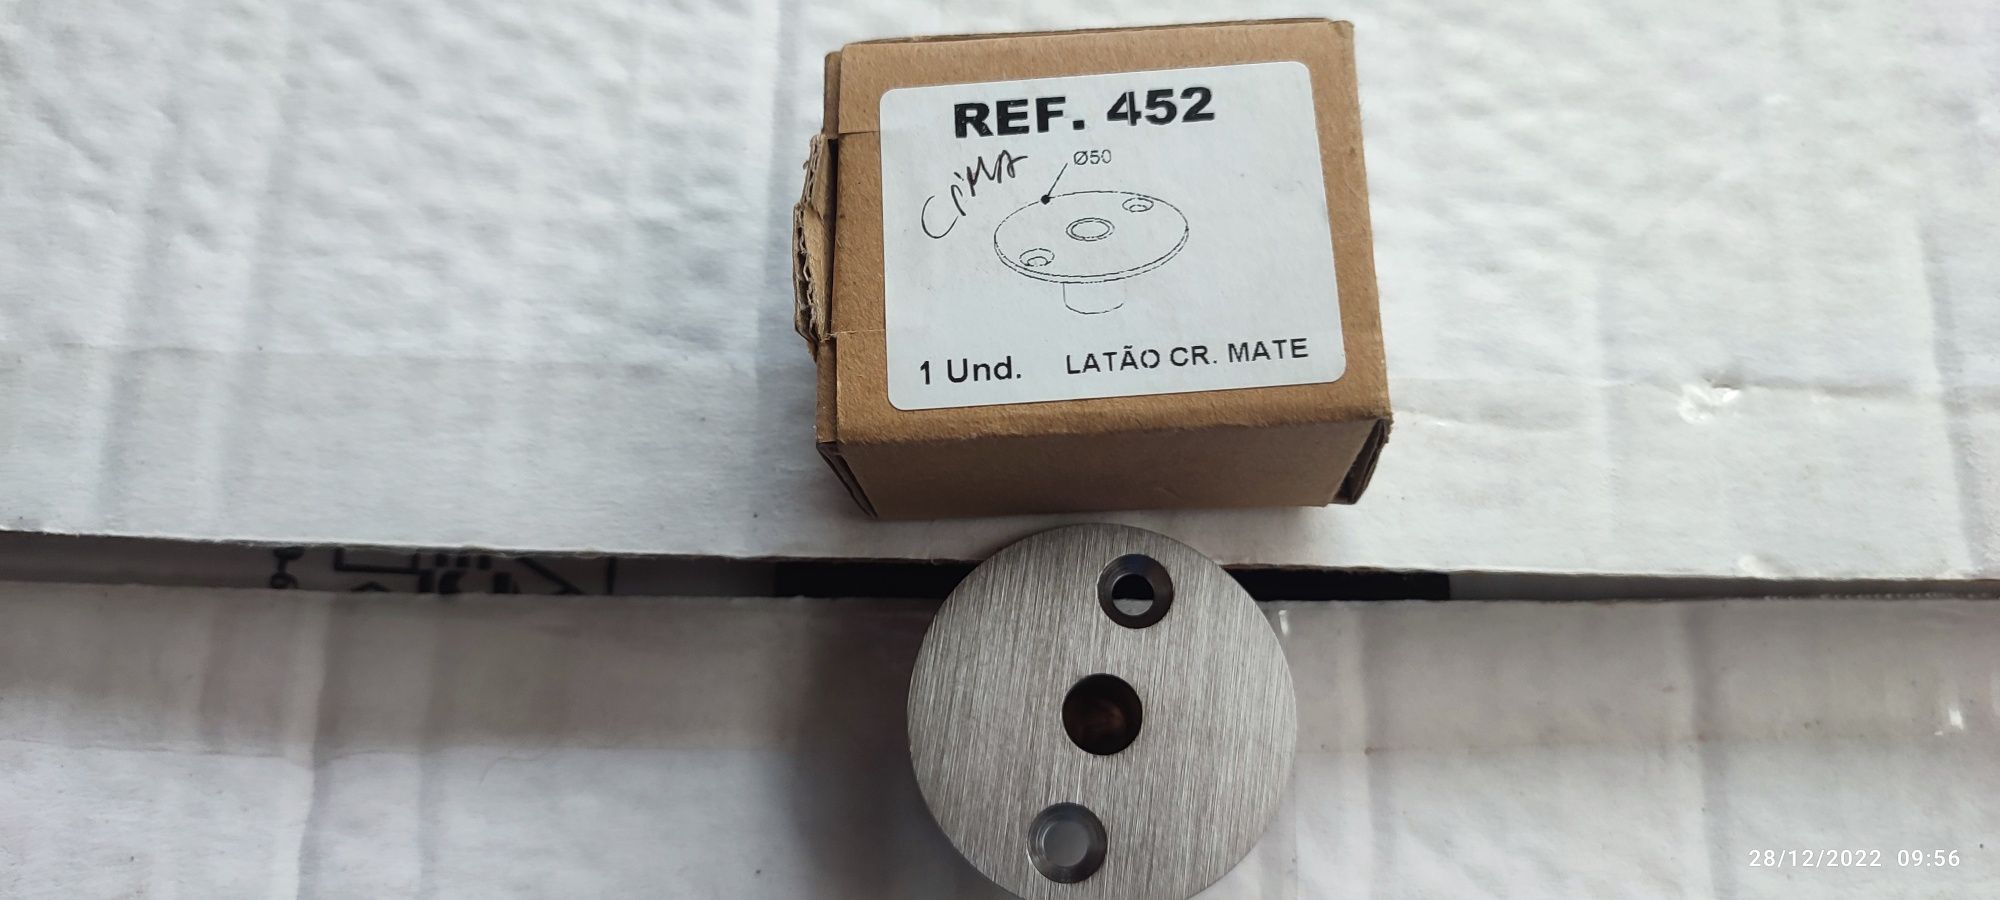 REF. 452
CiMA
Ø50
1 Und. LATÃO CR. MATE
28/12/2022 09:56